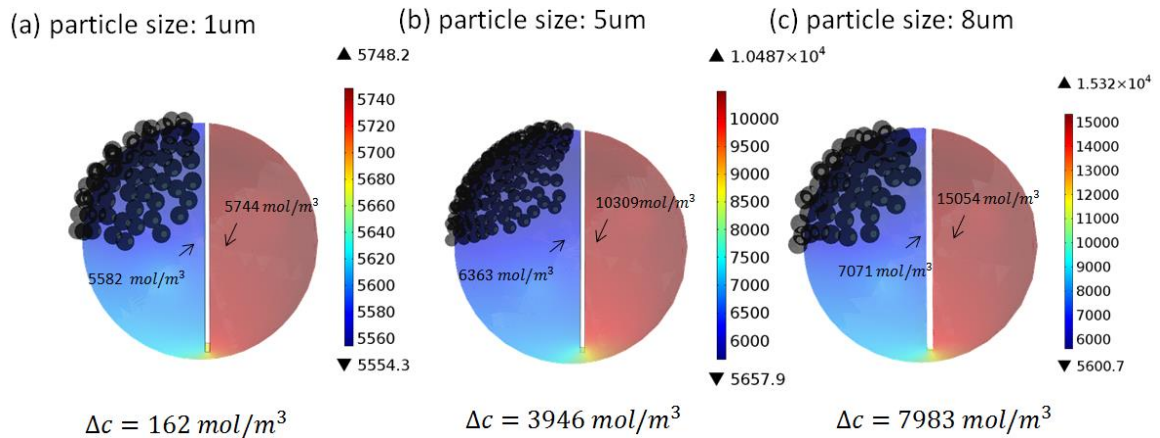 (a) particle size: 1um
▲ 5748.2
5740
5720
5700
5680
5660
5640
5620
5600
5580
5560
▼ 5554.3
5744 mol/m³
5582 mol/m³
Δc = 162 mol/m³
(b) particle size: 5um
▲ 1.0487×10⁴
10000
9500
9000
8500
8000
7500
7000
6500
6000
▼ 5657.9
10309mol/m³
6363 mol/m³
Δc = 3946 mol/m³
(c) particle size: 8um
▲ 1.532×10⁴
15000
14000
13000
12000
11000
10000
9000
8000
7000
6000
▼ 5600.7
15054 mol/m³
7071 mol/m³
Δc = 7983 mol/m³